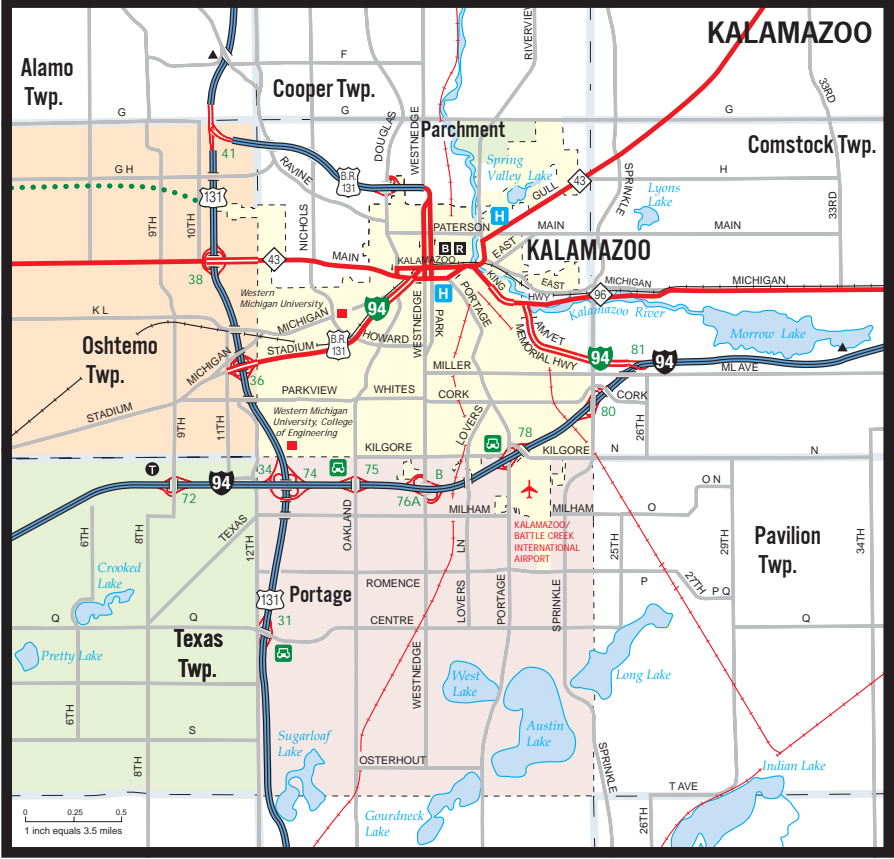 KALAMAZOO
Alamo
Twp.
Cooper Twp.
Parchment
Comstock Twp.
RIVERVIEW
33RD
F
G
G
G
DOUGLAS
WESTNEDGE
41
G H
RAVINE
B.R.
131
Spring
Valley Lake
GULL
43
H
SPRINKLE
Lyons
Lake
33RD
131
9TH
10TH
NICHOLS
H
PATERSON
B R
EAST
MAIN
MAIN
KALAMAZOO
43
MAIN
KALAMAZOO
38
KING
HWY
EAST
MICHIGAN
96
MICHIGAN
Western
Michigan University
94
H
PORTAGE
Kalamazoo River
Morrow Lake
K L
MICHIGAN
HOWARD
WESTNEDGE
PARK
AMVET
MEMORIAL HWY
Oshtemo
Twp.
MICHIGAN
STADIUM
B.R.
131
94
81
94
ML AVE
36
MILLER
PARKVIEW
WHITES
CORK
CORK
80
STADIUM
9TH
11TH
Western Michigan
University, College
of Engineering
LOVERS
26TH
78
KILGORE
KILGORE
N
N
T
34
74
75
B
94
72
76A
O N
6TH
8TH
TEXAS
12TH
OAKLAND
MILHAM
MILHAM
O
KALAMAZOO/
BATTLE CREEK
INTERNATIONAL
AIRPORT
LN
25TH
29TH
34TH
Pavilion
Twp.
Crooked
Lake
131
Portage
ROMENCE
LOVERS
PORTAGE
SPRINKLE
P
27TH
P Q
Q
Q
31
CENTRE
Q
Texas
Twp.
Pretty Lake
WESTNEDGE
West
Lake
Long Lake
6TH
S
Sugarloaf
Lake
Austin
Lake
8TH
OSTERHOUT
SPRINKLE
Indian Lake
T AVE
Gourdneck
Lake
26TH
0 0.25 0.5
1 inch equals 3.5 miles